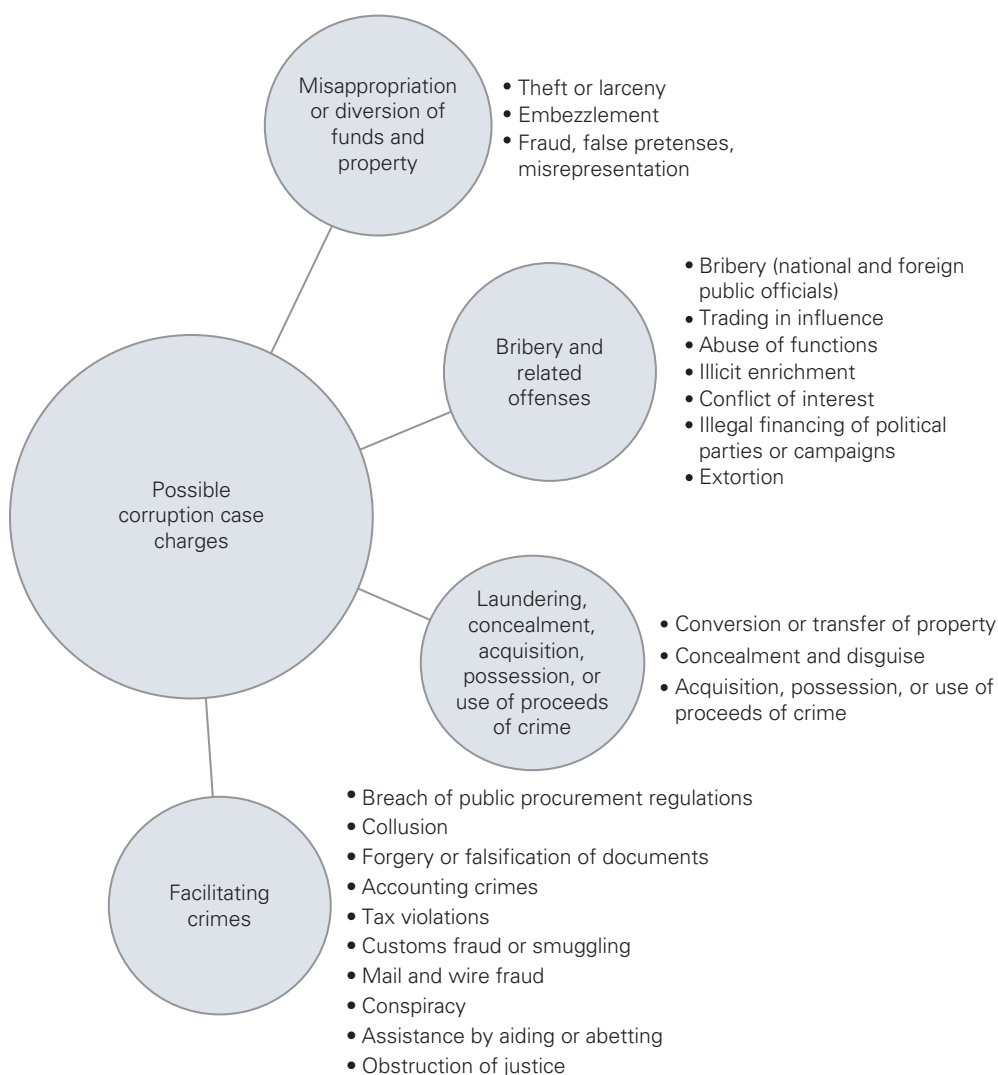 Misappropriation
or diversion of
funds and
property
• Theft or larceny
• Embezzlement
• Fraud, false pretenses,
misrepresentation
Bribery and
related
offenses
• Bribery (national and foreign
public officials)
• Trading in influence
• Abuse of functions
• Illicit enrichment
• Conflict of interest
• Illegal financing of political
parties or campaigns
• Extortion
Possible
corruption case
charges
Laundering,
concealment,
acquisition,
possession, or
use of proceeds
of crime
• Conversion or transfer of property
• Concealment and disguise
• Acquisition, possession, or use of
proceeds of crime
Facilitating
crimes
• Breach of public procurement regulations
• Collusion
• Forgery or falsification of documents
• Accounting crimes
• Tax violations
• Customs fraud or smuggling
• Mail and wire fraud
• Conspiracy
• Assistance by aiding or abetting
• Obstruction of justice